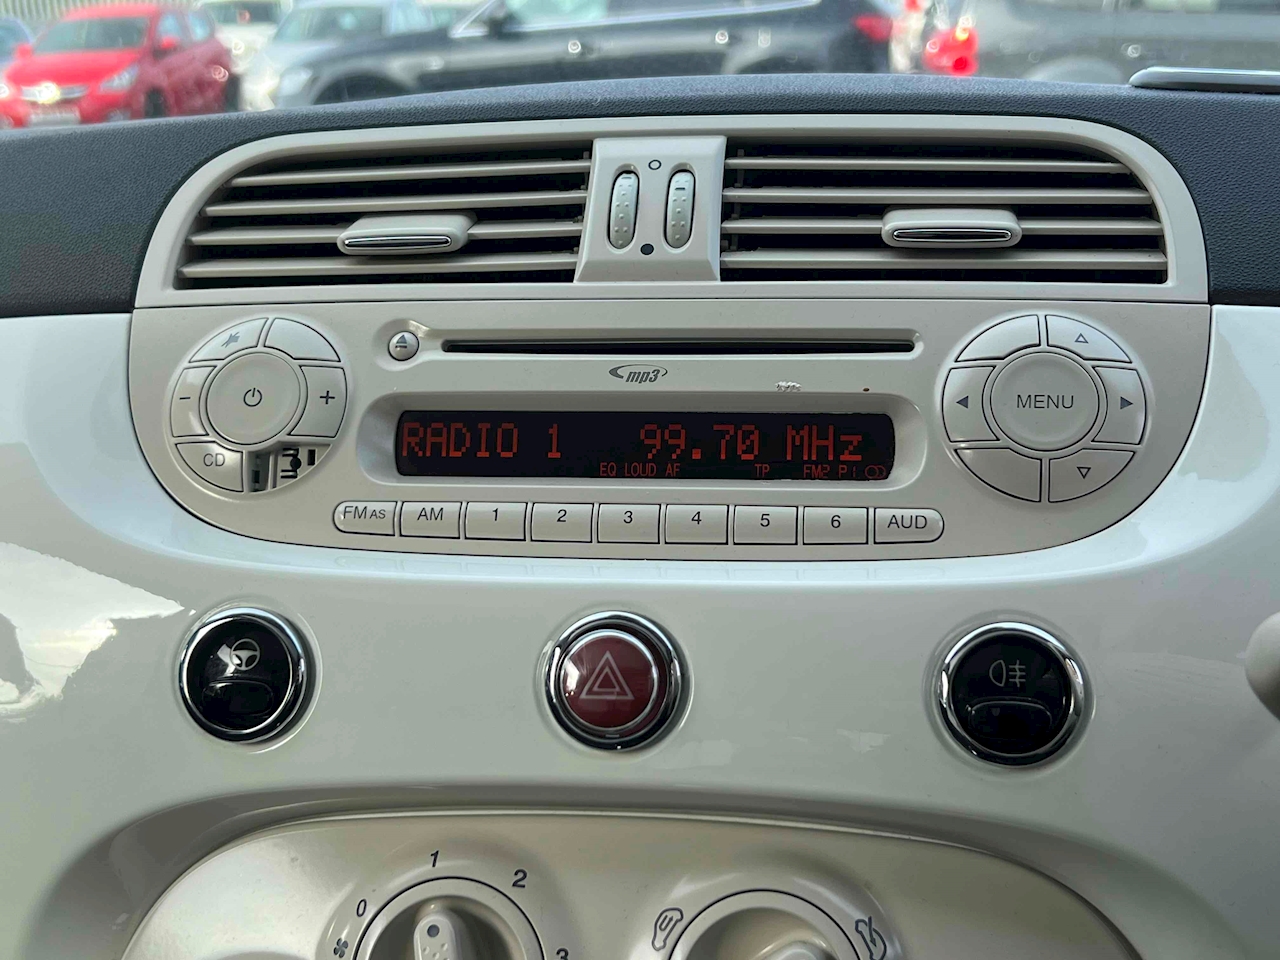 mp3
MENU
CD
RADIO 1 99.70 MHz
EQ LOUD AF TP FM2 P1
FM AS AM 1 2 3 4 5 6 AUD
1
2
0
3